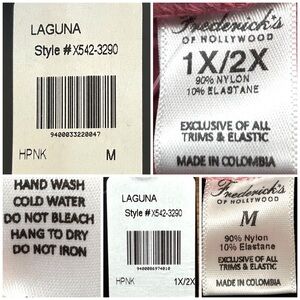 LAGUNA
Style # X542-3290
9400033220047
HPNK M
Frederick's
OF HOLLYWOOD
1X/2X
90% NYLON
10% ELASTANE
EXCLUSIVE OF ALL
TRIMS & ELASTIC
MADE IN COLOMBIA
HAND WASH
COLD WATER
DO NOT BLEACH
HANG TO DRY
DO NOT IRON
LAGUNA
Style # X542-3290
9400086974010
HPNK 1X/2X
Frederick's
OF HOLLYWOOD
M
90% Nylon
10% Elastane
EXCLUSIVE OF ALL
TRIMS & ELASTIC
MADE IN COLOMBIA